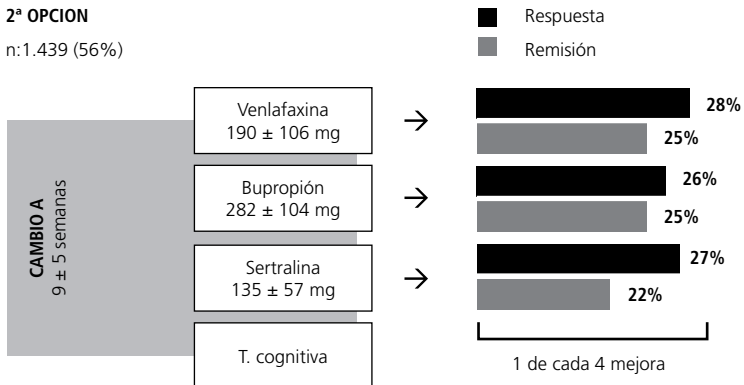 2ª OPCION
n:1.439 (56%)
Respuesta
Remisión
CAMBIO A
9 ± 5 semanas
Venlafaxina
190 ± 106 mg
→
28%
25%
Bupropión
282 ± 104 mg
→
26%
25%
Sertralina
135 ± 57 mg
→
27%
22%
T. cognitiva
1 de cada 4 mejora